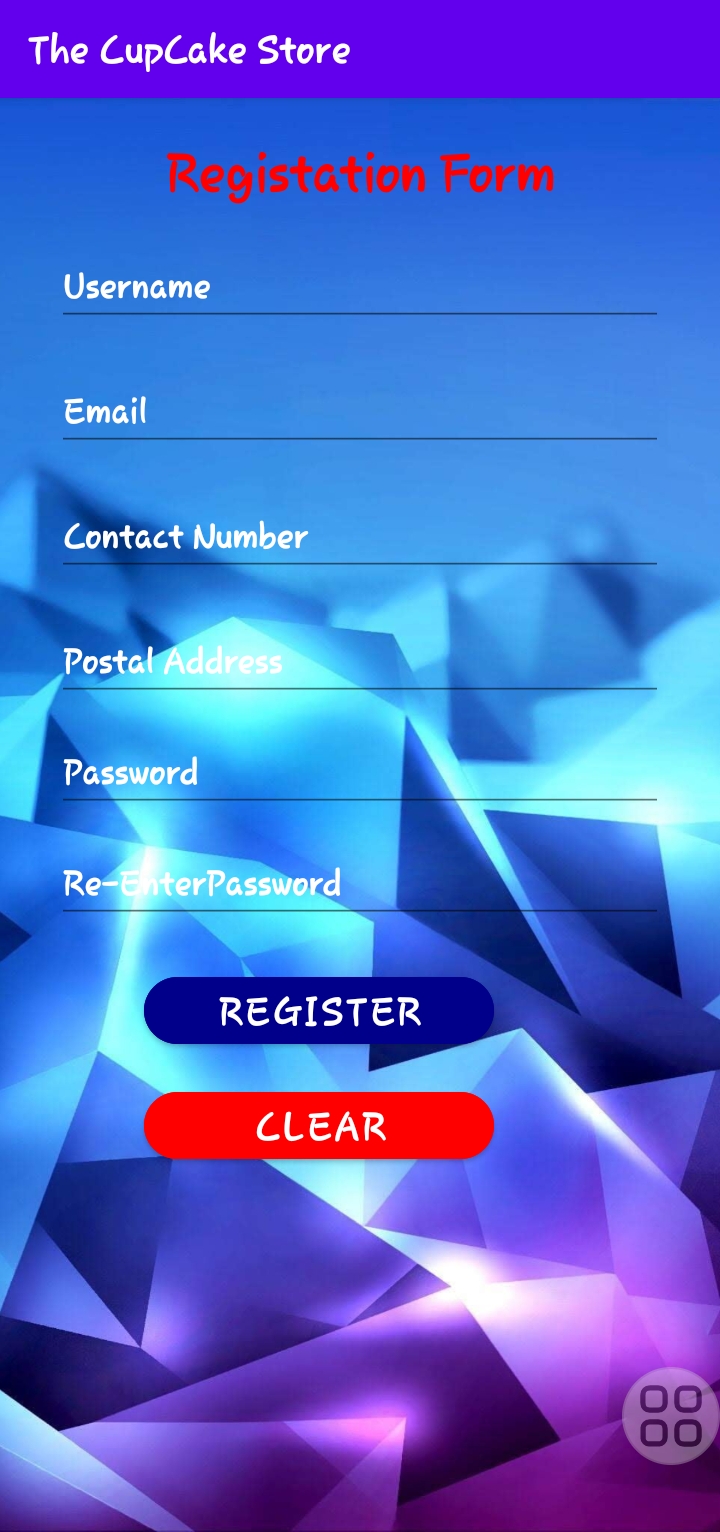 The CupCake Store
Registation Form
Username
Email
Contact Number
Postal Address
Password
Re-EnterPassword
REGISTER
CLEAR